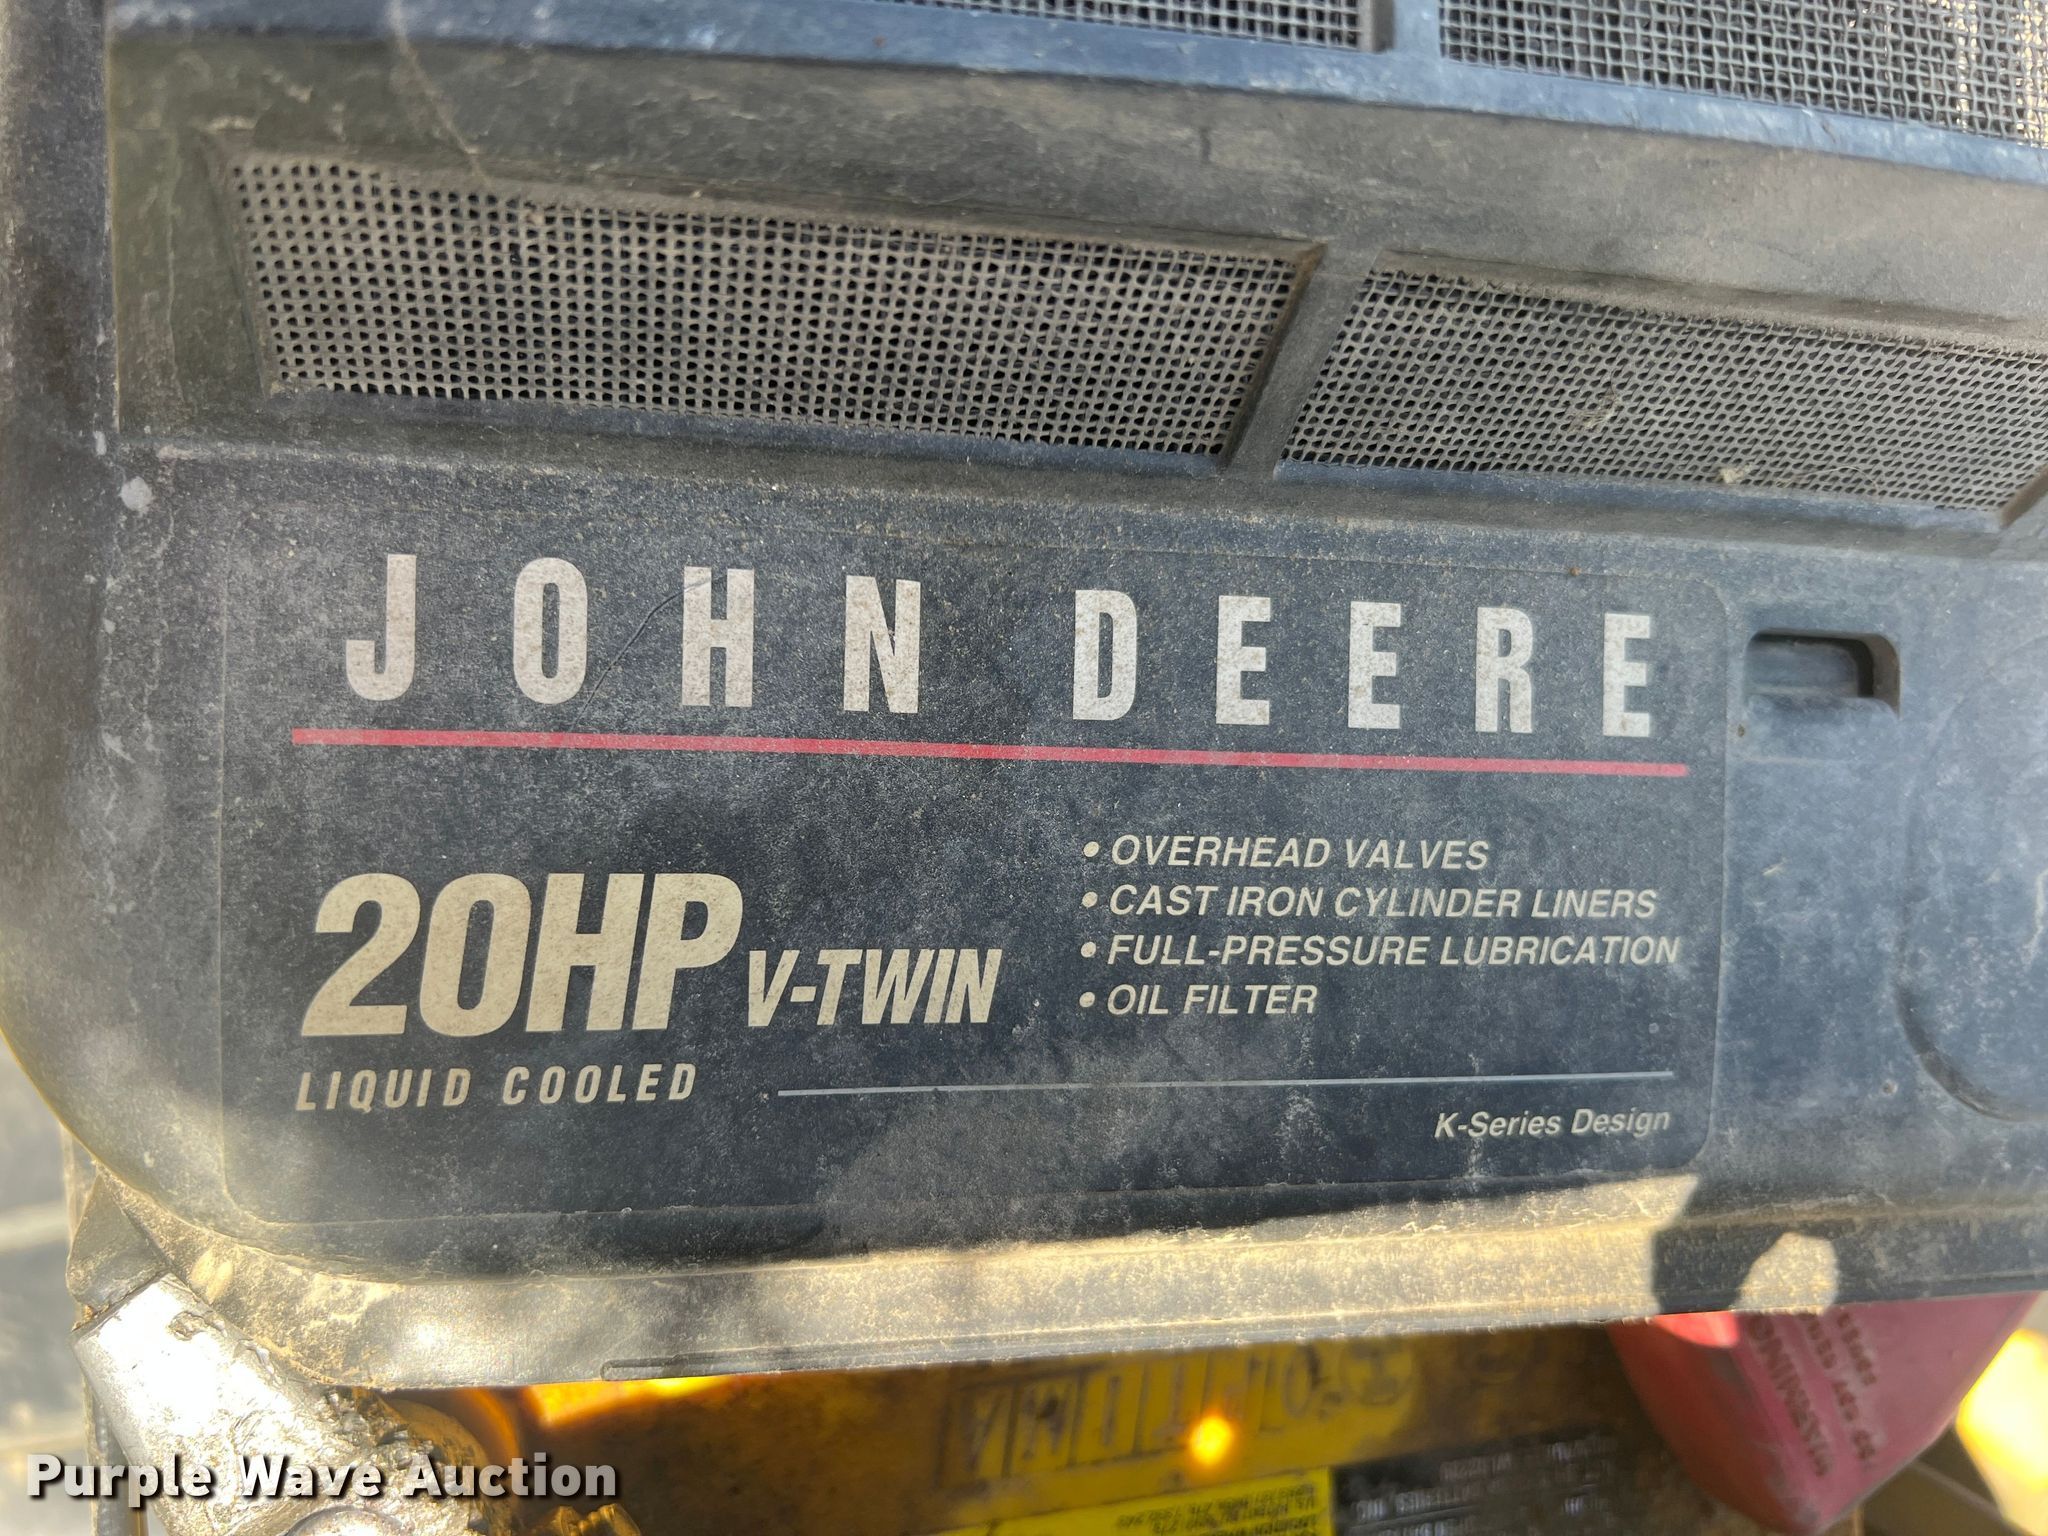 JOHN DEERE
20HP V-TWIN
LIQUID COOLED
• OVERHEAD VALVES
• CAST IRON CYLINDER LINERS
• FULL-PRESSURE LUBRICATION
• OIL FILTER
K-Series Design
Purple Wave Auction